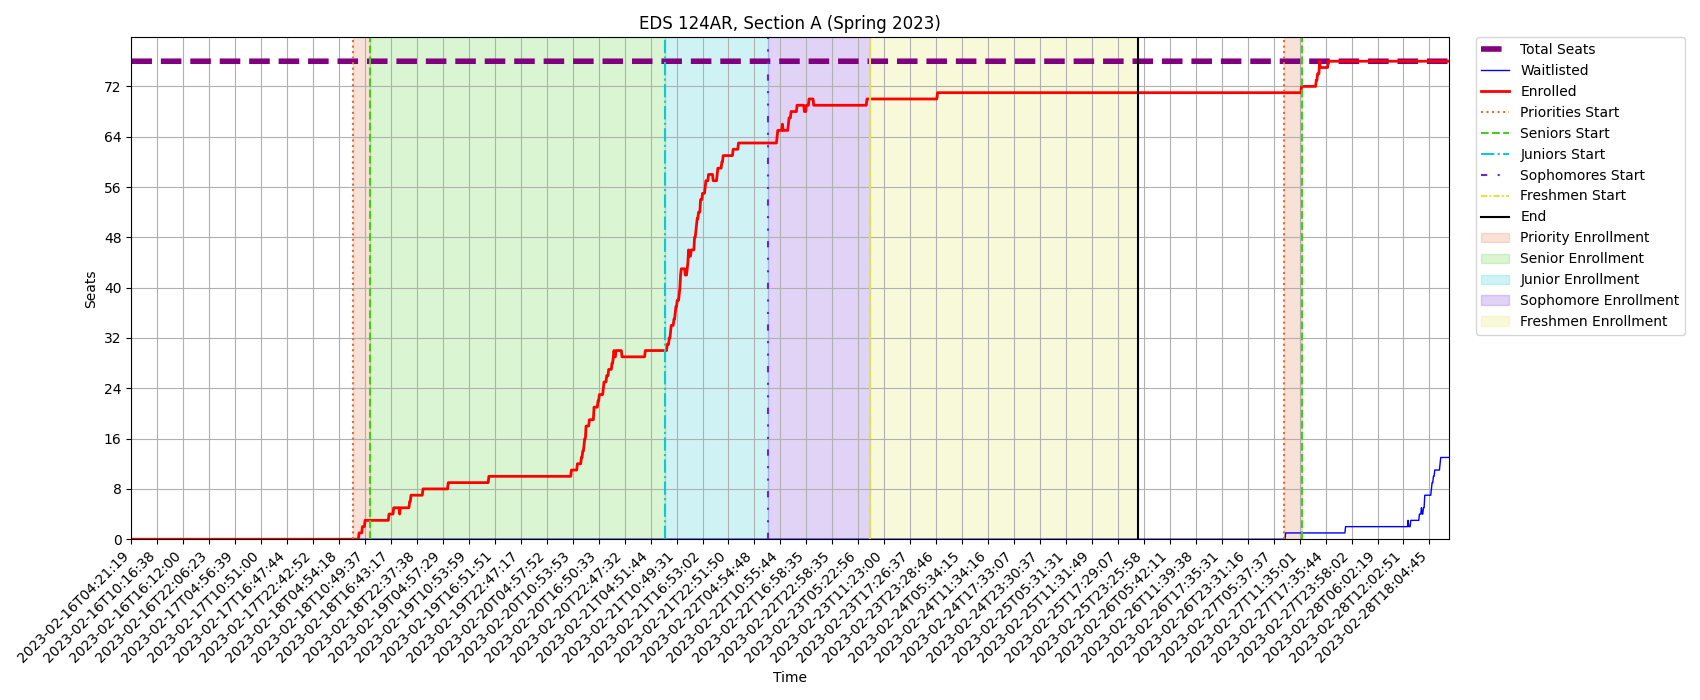 EDS 124AR, Section A (Spring 2023)
Seats
72
64
56
48
40
32
24
16
8
0
2023-02-16T04:21:19
2023-02-16T10:16:38
2023-02-16T16:12:00
2023-02-16T22:06:23
2023-02-17T04:56:39
2023-02-17T10:51:00
2023-02-17T16:47:44
2023-02-17T22:42:52
2023-02-18T04:54:18
2023-02-18T10:49:37
2023-02-18T16:43:17
2023-02-18T22:37:38
2023-02-19T04:57:29
2023-02-19T10:53:59
2023-02-19T16:51:51
2023-02-19T22:47:17
2023-02-20T04:57:52
2023-02-20T10:53:53
2023-02-20T16:50:33
2023-02-20T22:47:32
2023-02-21T04:51:44
2023-02-21T10:49:31
2023-02-21T16:53:02
2023-02-21T22:51:50
2023-02-22T04:54:48
2023-02-22T10:55:44
2023-02-22T16:58:35
2023-02-22T22:58:35
2023-02-23T05:22:56
2023-02-23T11:23:00
2023-02-23T17:26:37
2023-02-23T23:28:46
2023-02-24T05:34:15
2023-02-24T11:34:16
2023-02-24T17:33:07
2023-02-24T23:30:37
2023-02-25T05:31:31
2023-02-25T11:31:49
2023-02-25T17:29:07
2023-02-25T23:25:58
2023-02-26T05:42:11
2023-02-26T11:39:38
2023-02-26T17:35:31
2023-02-26T23:31:16
2023-02-27T05:37:37
2023-02-27T11:35:01
2023-02-27T17:35:44
2023-02-27T23:58:02
2023-02-28T06:02:19
2023-02-28T12:02:51
2023-02-28T18:04:45
Time
Total Seats
Waitlisted
Enrolled
Priorities Start
Seniors Start
Juniors Start
Sophomores Start
Freshmen Start
End
Priority Enrollment
Senior Enrollment
Junior Enrollment
Sophomore Enrollment
Freshmen Enrollment